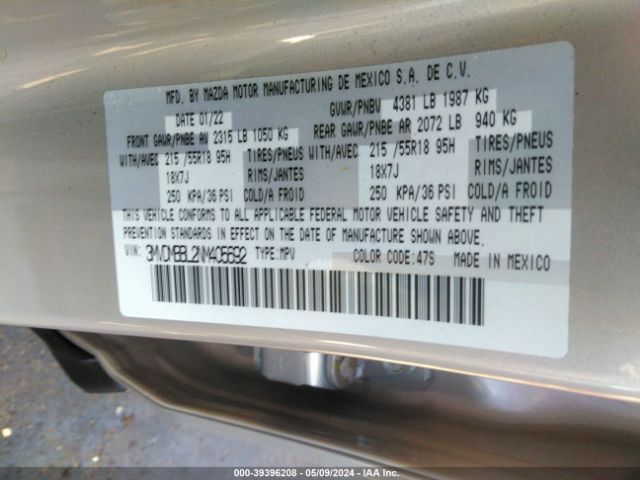 MFD. BY MAZDA MOTOR MANUFACTURING DE MEXICO S.A. DE C.V.
DATE 01/22 GVWR/PNBV 4381 LB 1987 KG
FRONT GAWR/PNBE AV 2315 LB 1050 KG REAR GAWR/PNBE AR 2072 LB 940 KG
WITH/AVEC 215 /55R18 95H TIRES/PNEUS WITH/AVEC 215 /55R18 95H TIRES/PNEUS
18X7J RIMS/JANTES 18X7J RIMS/JANTES
250 KPA/36 PSI COLD/A FROID 250 KPA/36 PSI COLD/A FROID
THIS VEHICLE CONFORMS TO ALL APPLICABLE FEDERAL MOTOR VEHICLE SAFETY AND THEFT
PREVENTION STANDARDS IN EFFECT ON THE DATE OF MANUFACTURE SHOWN ABOVE.
VIN: TYPE: MPV COLOR CODE: 47S MADE IN MEXICO
000-39396208 - 05/09/2024 - IAA Inc.